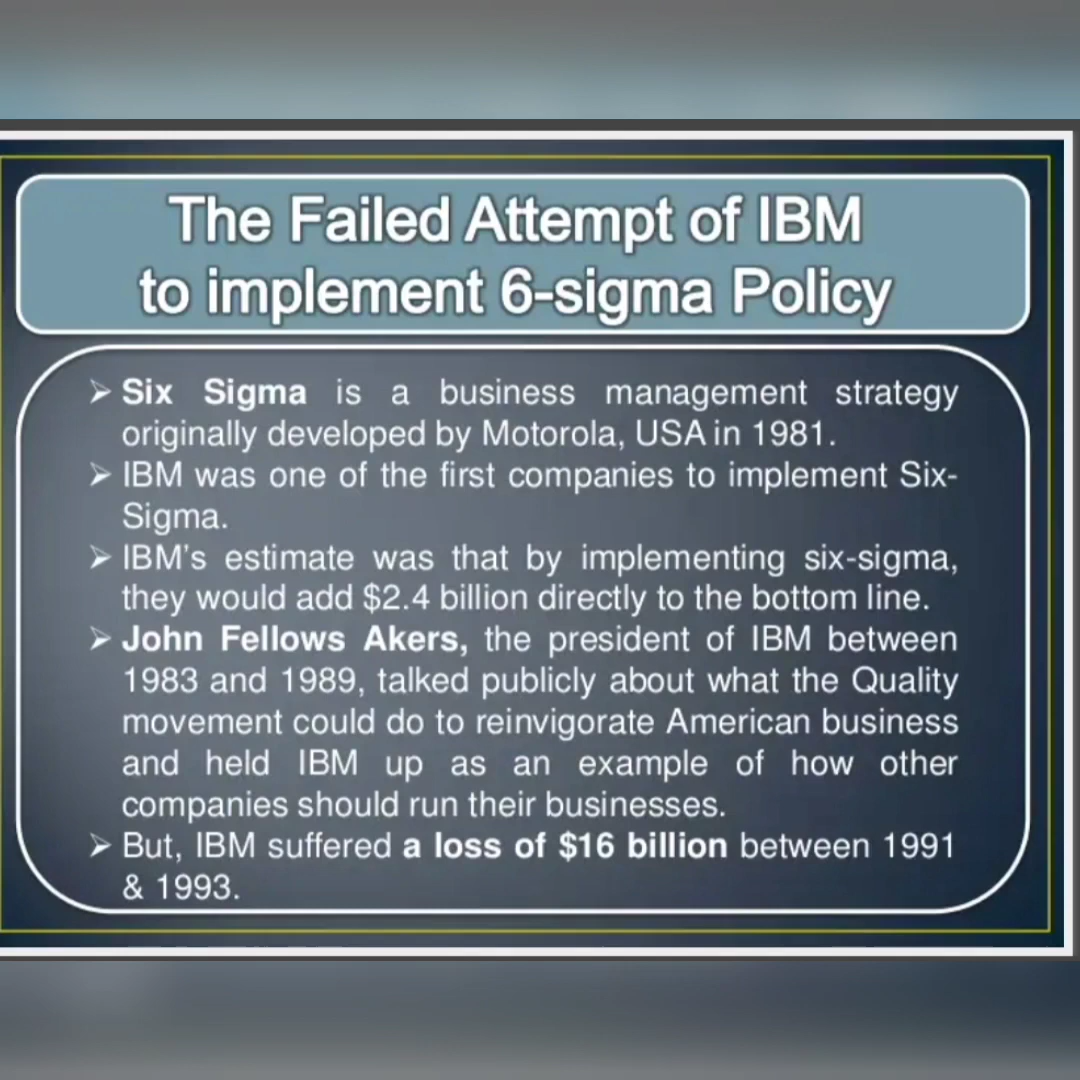 The Failed Attempt of IBM
to implement 6-sigma Policy
➢ Six Sigma is a business management strategy
originally developed by Motorola, USA in 1981.
➢ IBM was one of the first companies to implement Six-
Sigma.
➢ IBM's estimate was that by implementing six-sigma,
they would add $2.4 billion directly to the bottom line.
➢ John Fellows Akers, the president of IBM between
1983 and 1989, talked publicly about what the Quality
movement could do to reinvigorate American business
and held IBM up as an example of how other
companies should run their businesses.
➢ But, IBM suffered a loss of $16 billion between 1991
& 1993.